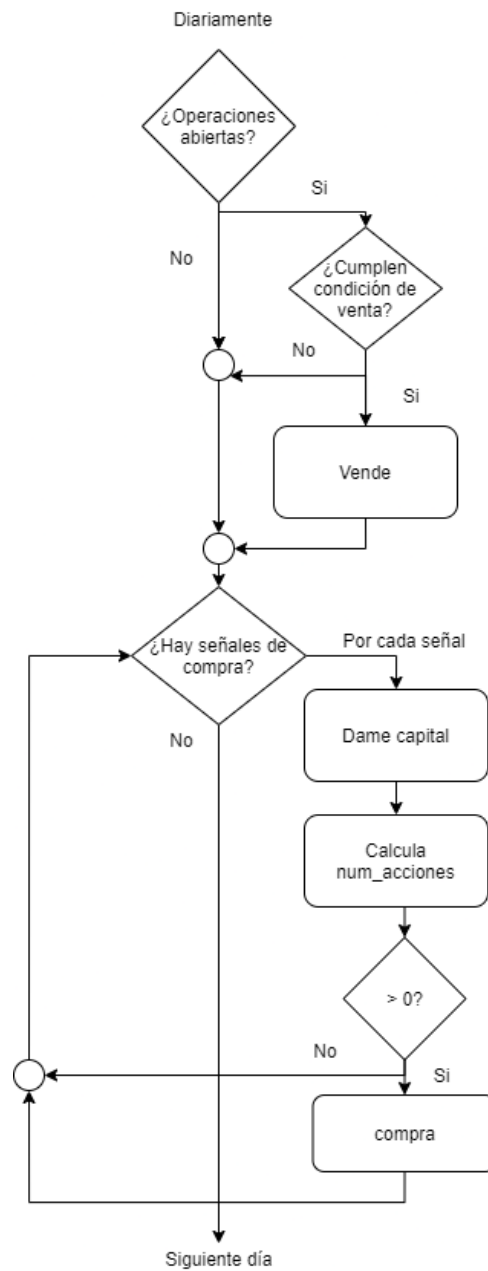 Diariamente
¿Operaciones
abiertas?
Si
No
¿Cumplen
condición de
venta?
No
Si
Vende
¿Hay señales de
compra?
Por cada señal
No
Dame capital
Calcula
num_acciones
> 0?
No
Si
compra
Siguiente día